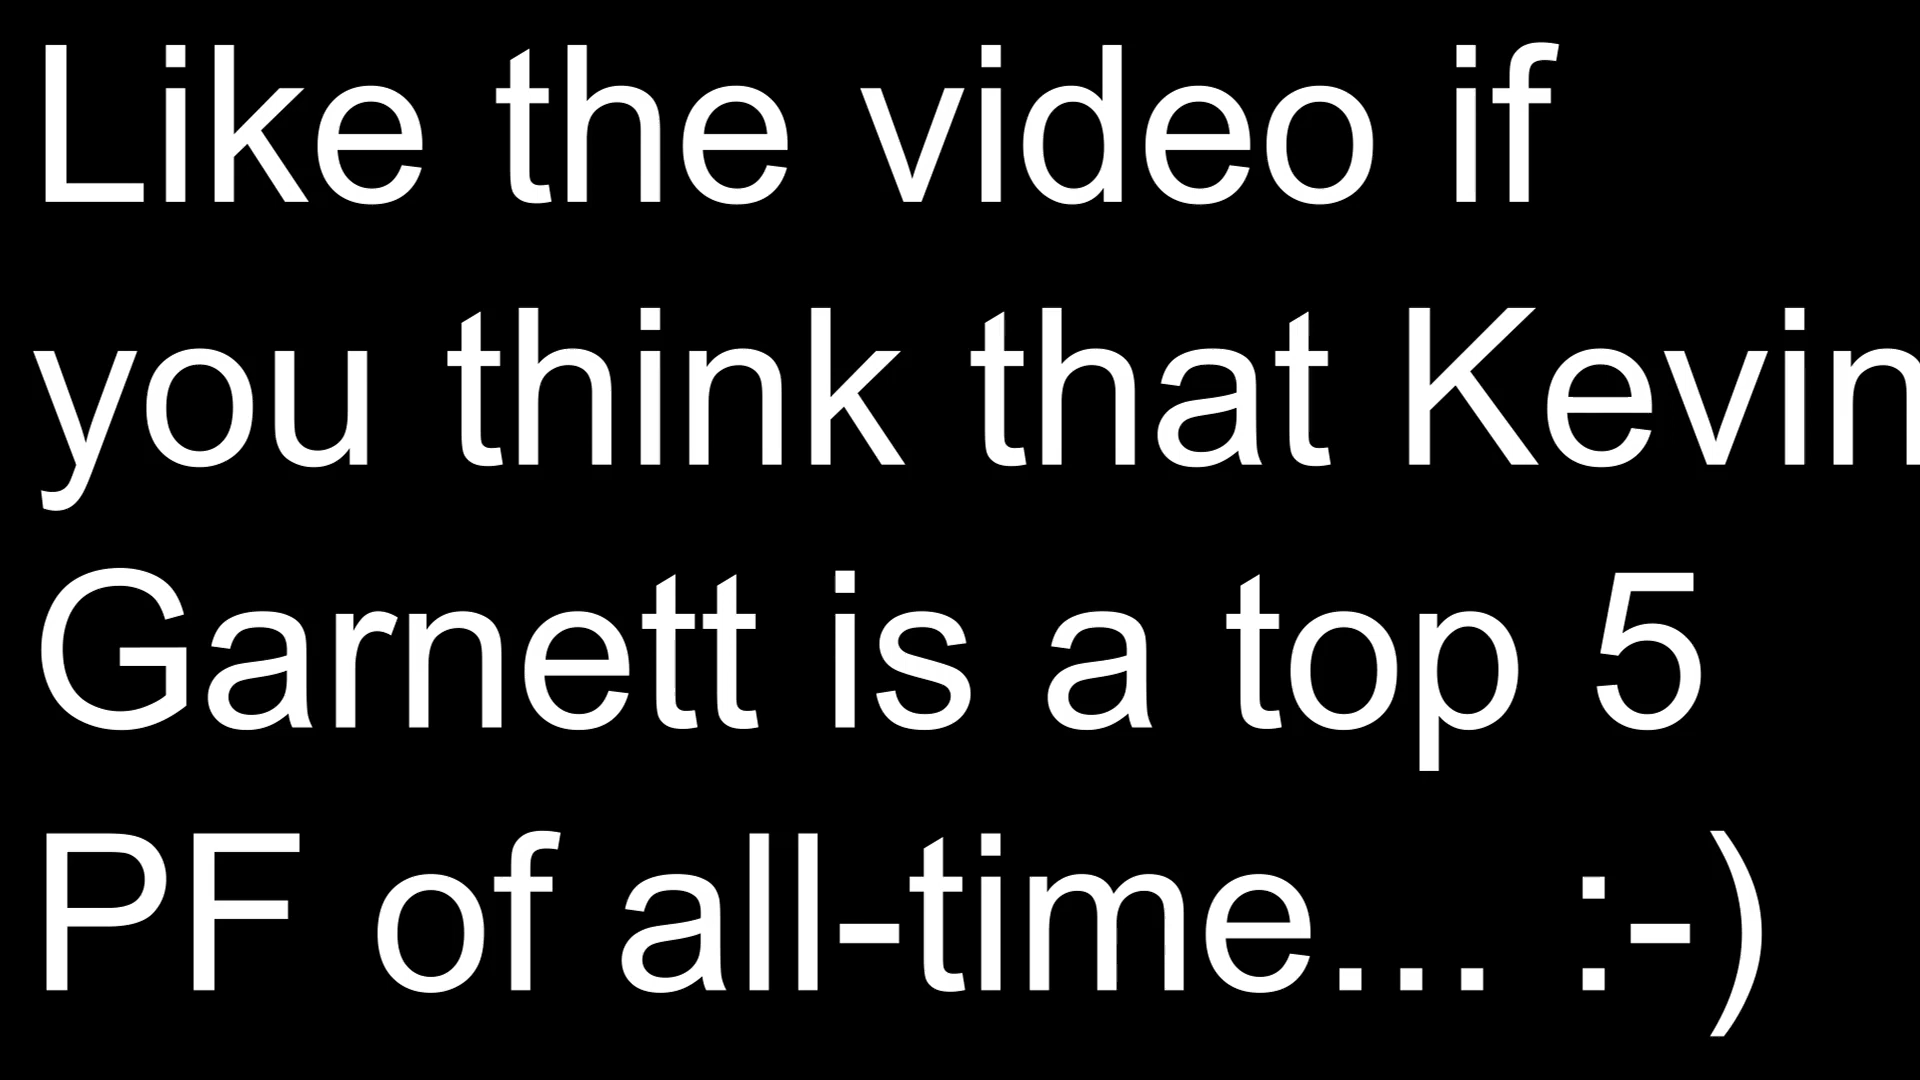 Like the video if
you think that Kevin
Garnett is a top 5
PF of all-time... :-)